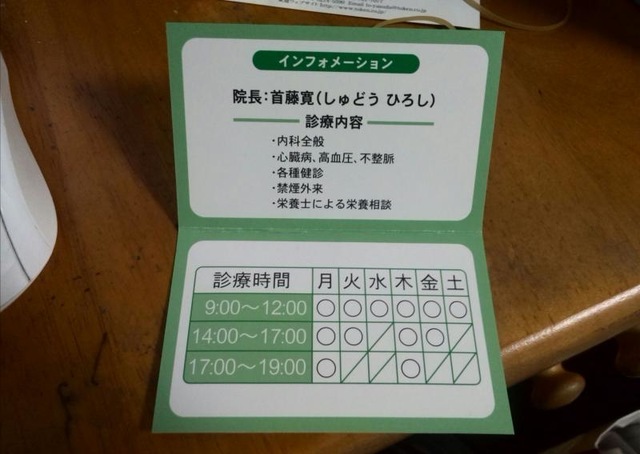 インフォメーション
院長:首藤寛(しゅどう ひろし)
診療内容
・内科全般
・心臓病、高血圧、不整脈
・各種健診
・禁煙外来
・栄養士による栄養相談
診療時間 月 火 水 木 金 土
9:00～12:00 ○ ○ ○ ○ ○ ○
14:00～17:00 ○ ○ ／ ○ ○ ／
17:00～19:00 ○ ／ ／ ○ ／ ／